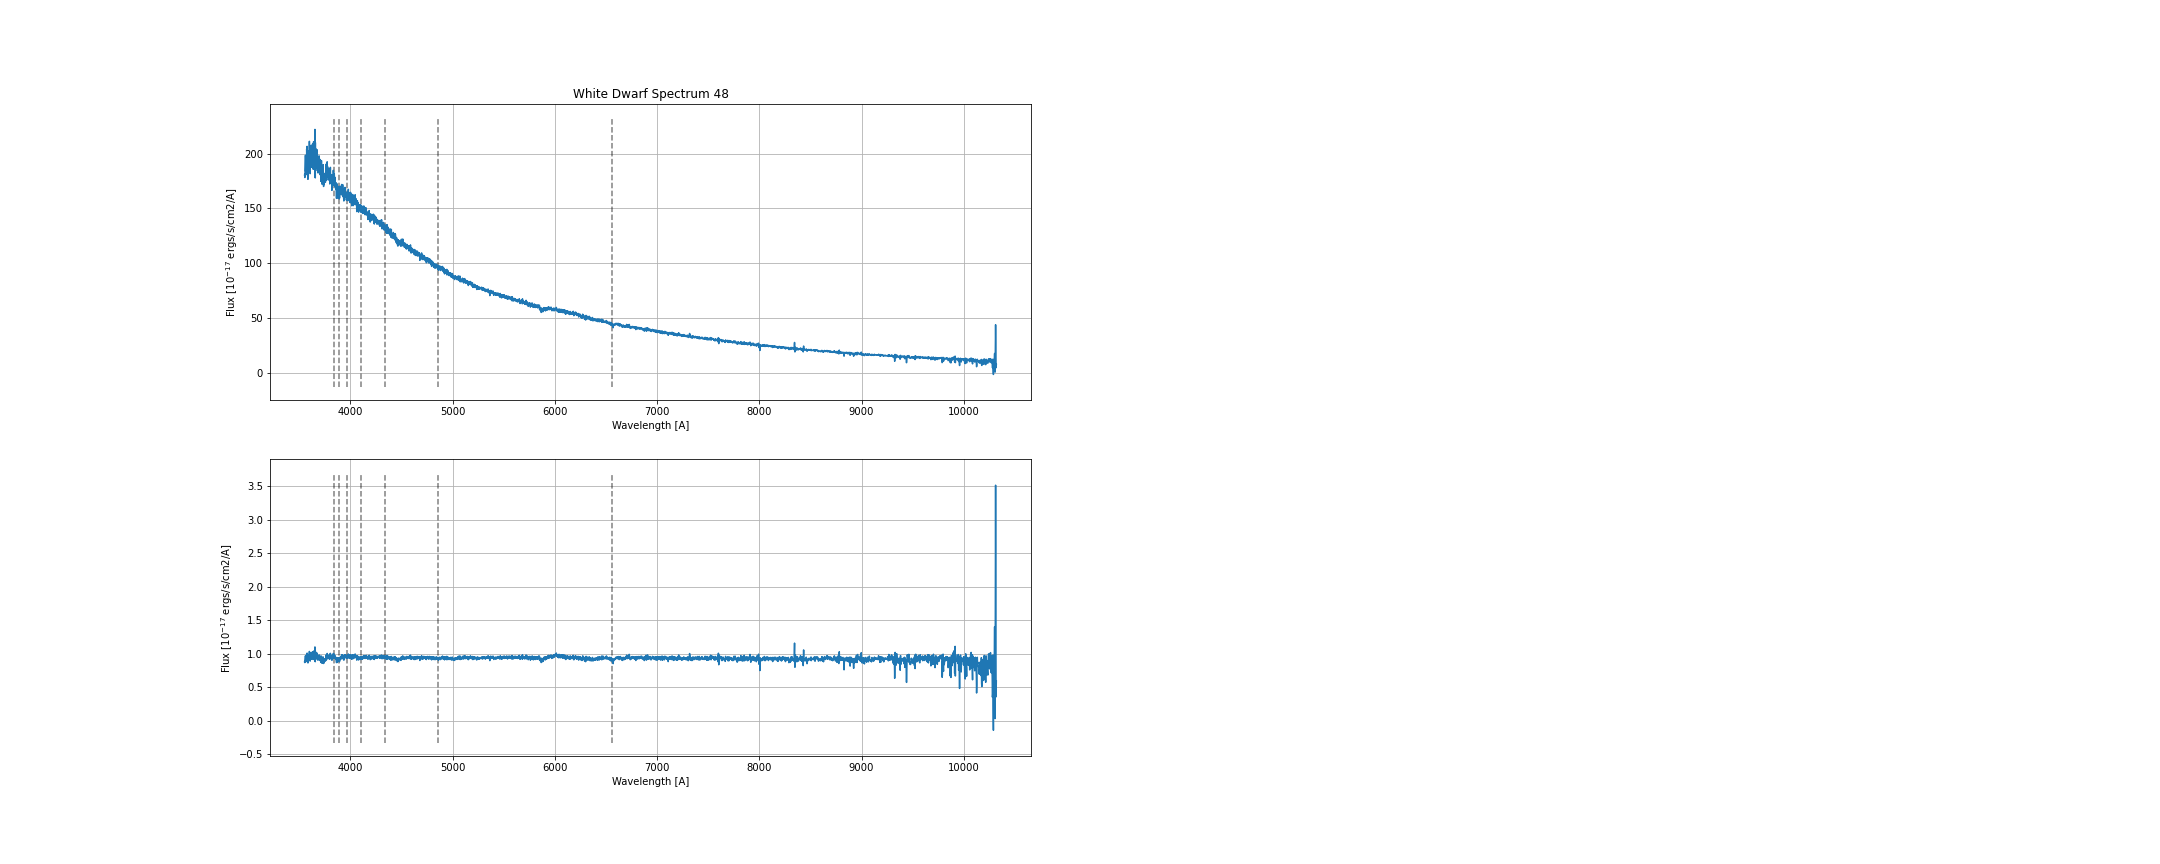 White Dwarf Spectrum 48
200
150
100
50
0
Flux [10⁻¹⁷ ergs/s/cm2/A]
4000 5000 6000 7000 8000 9000 10000
Wavelength [A]
3.5
3.0
2.5
2.0
1.5
1.0
0.5
0.0
−0.5
Flux [10⁻¹⁷ ergs/s/cm2/A]
4000 5000 6000 7000 8000 9000 10000
Wavelength [A]